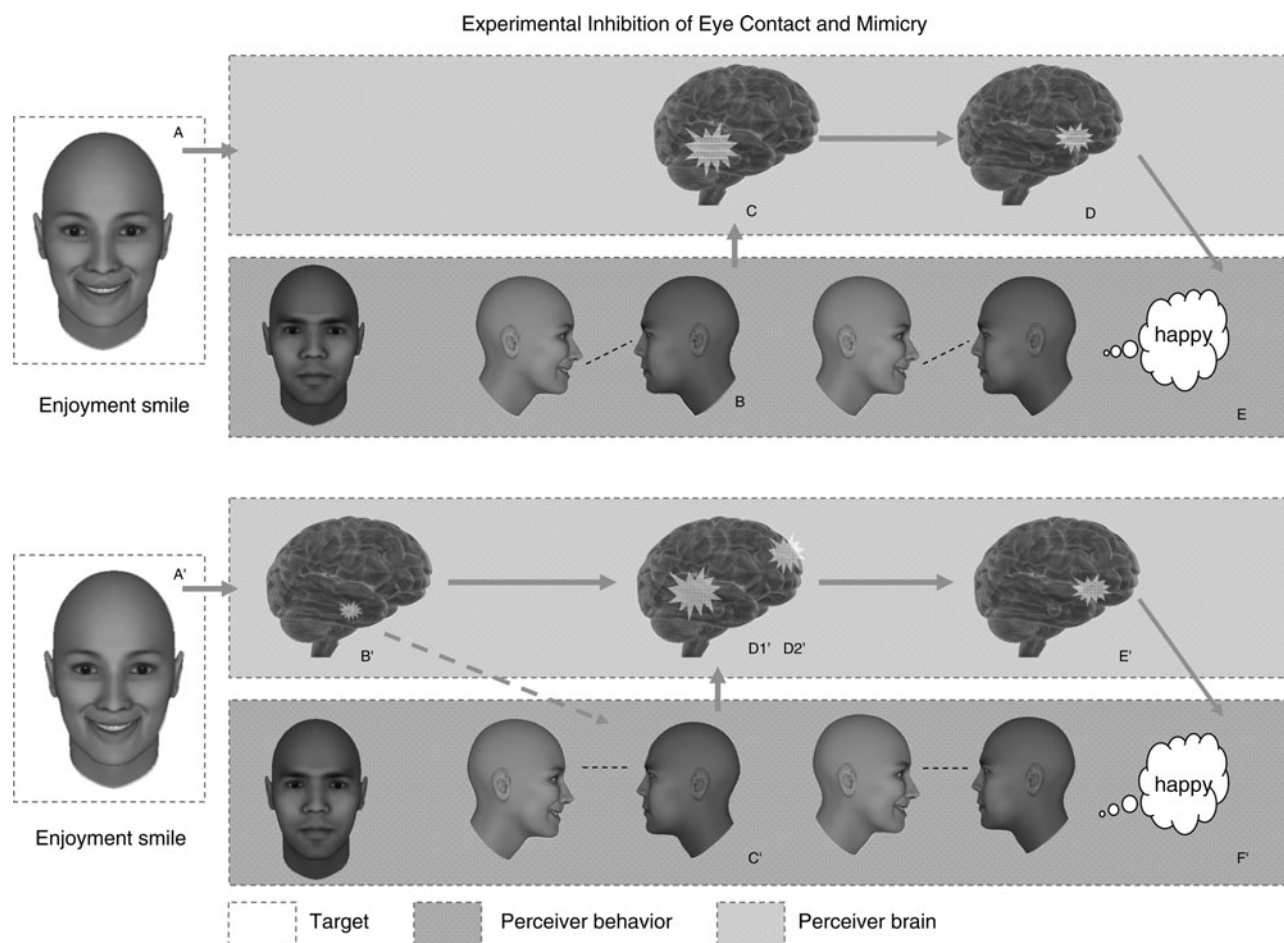 Experimental Inhibition of Eye Contact and Mimicry
A
C
D
Enjoyment smile
B
happy
E
A'
B'
D1' D2'
E'
Enjoyment smile
C'
happy
F'
Target
Perceiver behavior
Perceiver brain